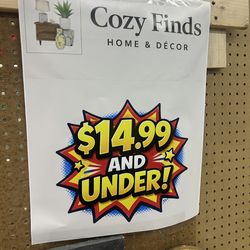 Cozy Finds
HOME & DÉCOR
$14.99
AND
UNDER!